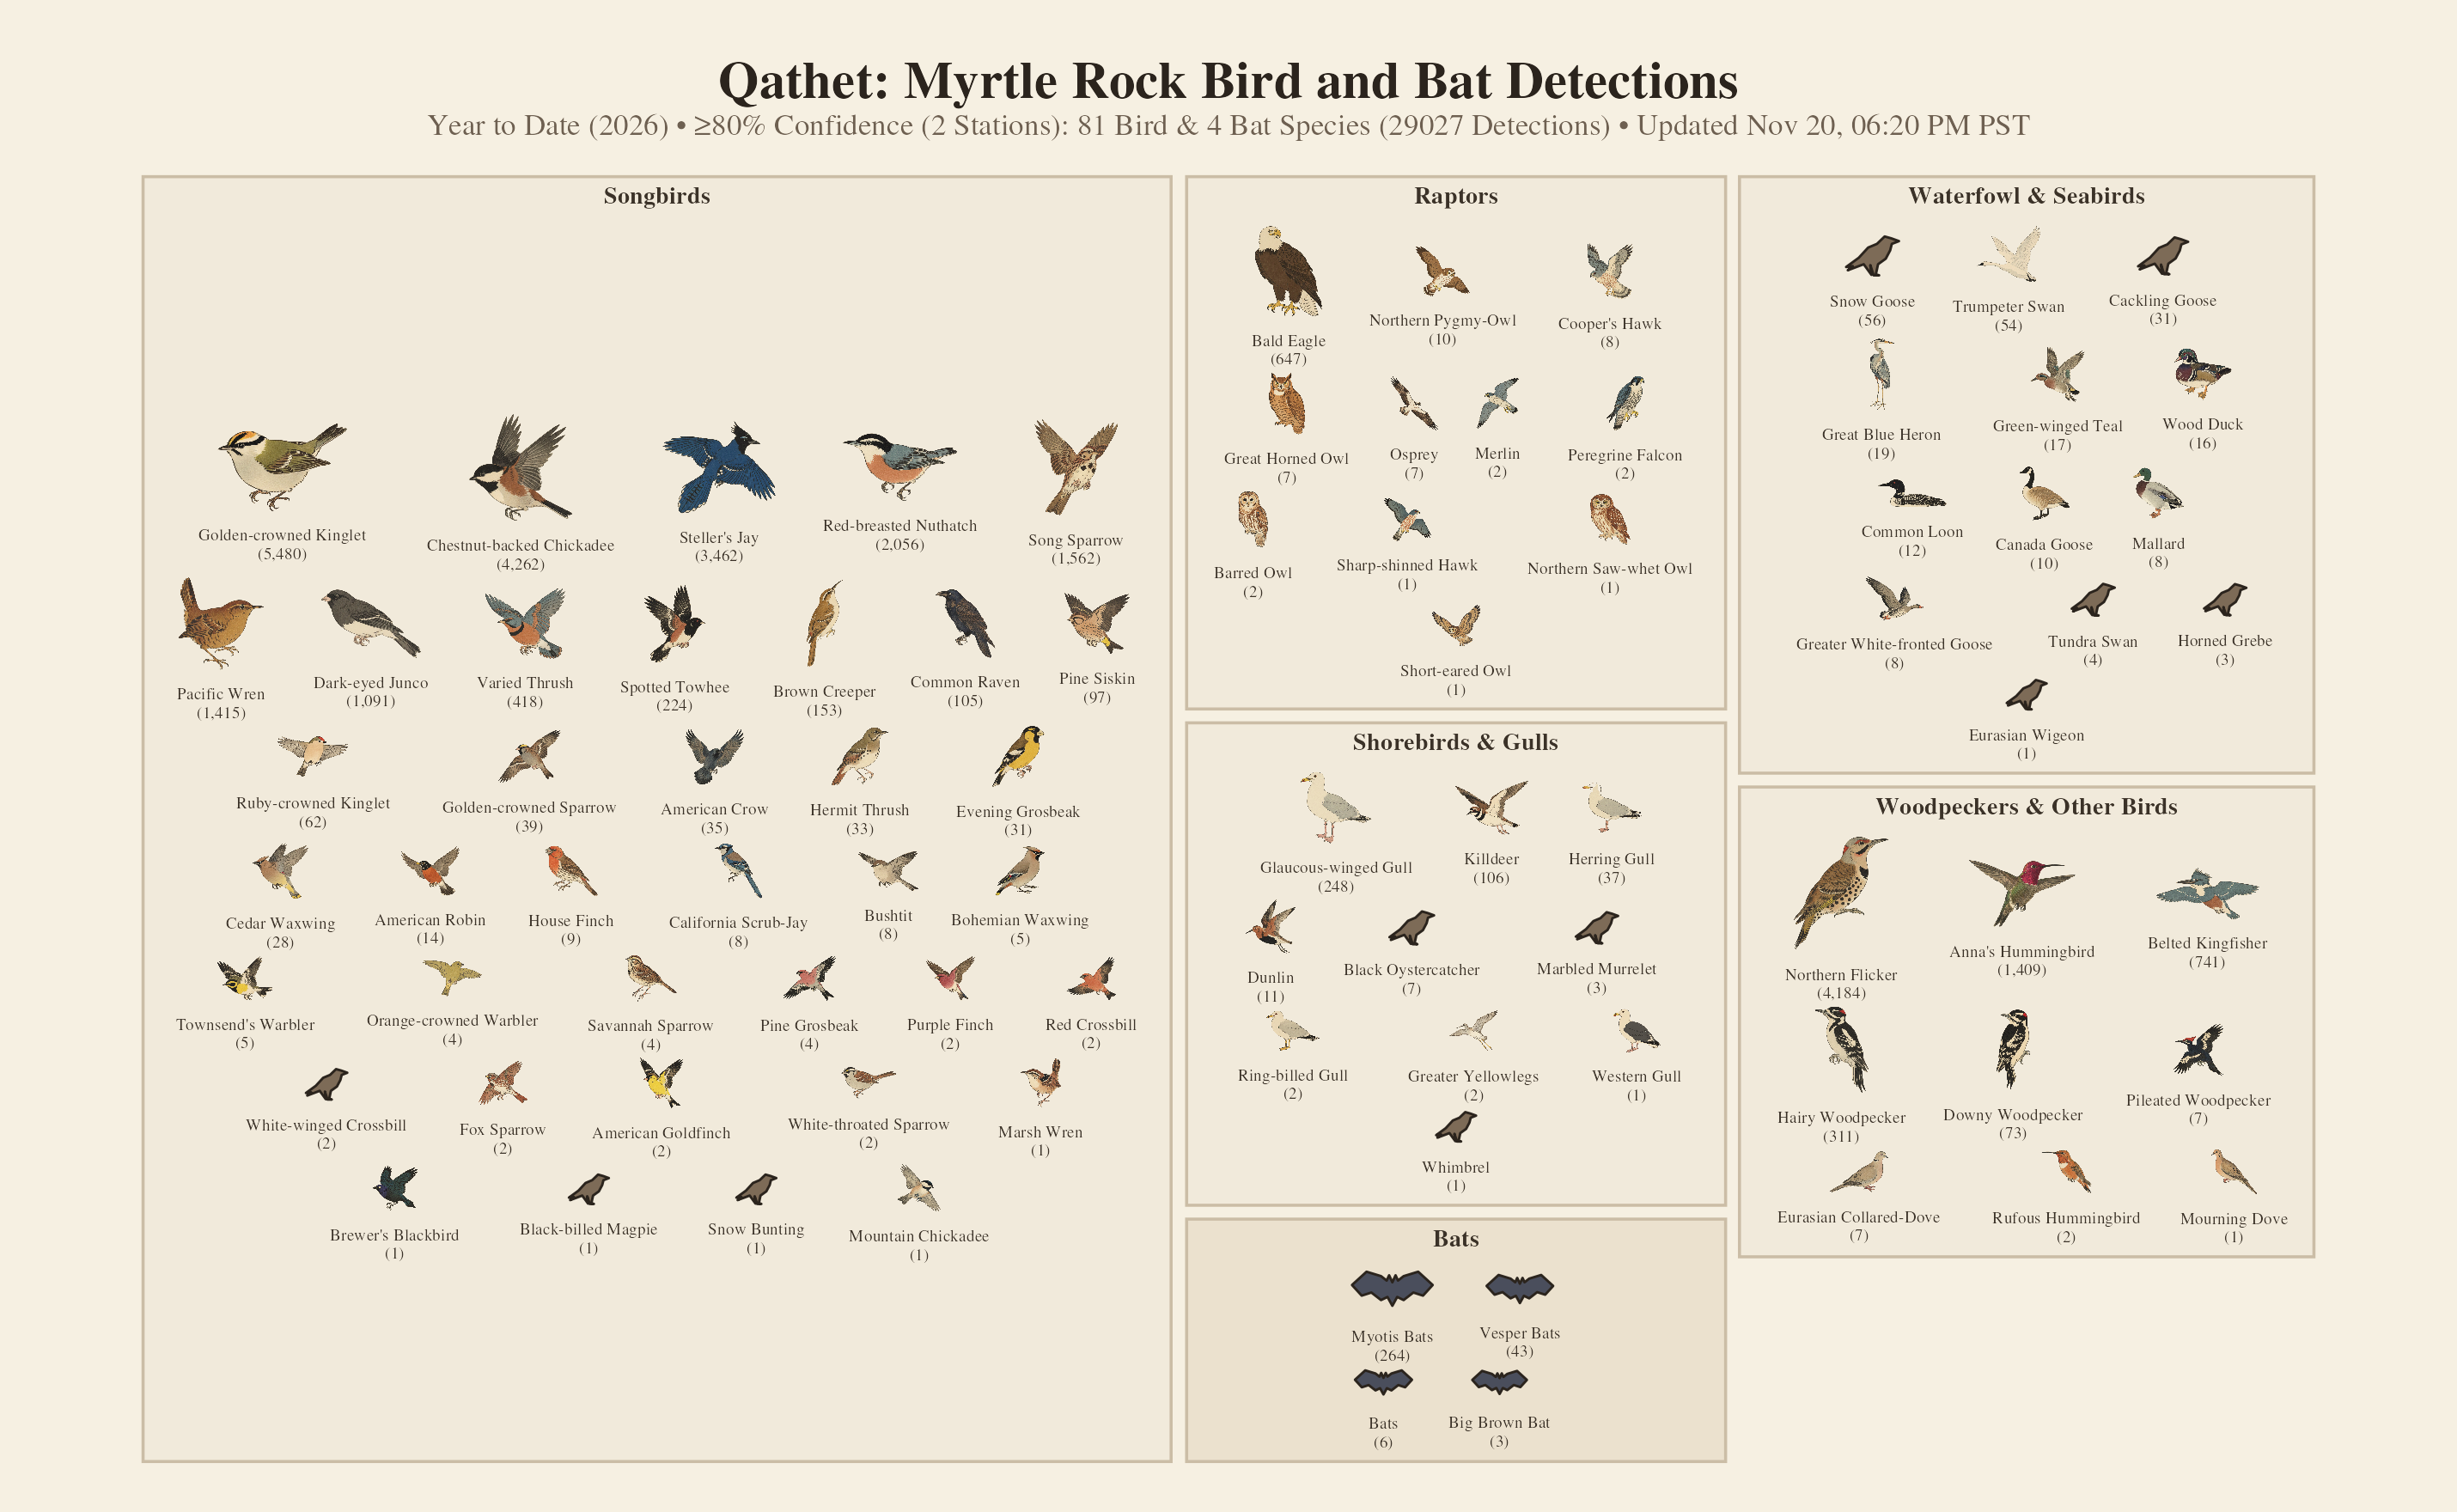 Qathet: Myrtle Rock Bird and Bat Detections
Year to Date (2026) • ≥80% Confidence (2 Stations): 81 Bird & 4 Bat Species (29027 Detections) • Updated Nov 20, 06:20 PM PST
Songbirds
Golden-crowned Kinglet
(5,480)
Chestnut-backed Chickadee
(4,262)
Steller's Jay
(3,462)
Red-breasted Nuthatch
(2,056)
Song Sparrow
(1,562)
Pacific Wren
(1,415)
Dark-eyed Junco
(1,091)
Varied Thrush
(418)
Spotted Towhee
(224)
Brown Creeper
(153)
Common Raven
(105)
Pine Siskin
(97)
Ruby-crowned Kinglet
(62)
Golden-crowned Sparrow
(39)
American Crow
(35)
Hermit Thrush
(33)
Evening Grosbeak
(31)
Cedar Waxwing
(28)
American Robin
(14)
House Finch
(9)
California Scrub-Jay
(8)
Bushtit
(8)
Bohemian Waxwing
(5)
Townsend's Warbler
(5)
Orange-crowned Warbler
(4)
Savannah Sparrow
(4)
Pine Grosbeak
(4)
Purple Finch
(2)
Red Crossbill
(2)
White-winged Crossbill
(2)
Fox Sparrow
(2)
American Goldfinch
(2)
White-throated Sparrow
(2)
Marsh Wren
(1)
Brewer's Blackbird
(1)
Black-billed Magpie
(1)
Snow Bunting
(1)
Mountain Chickadee
(1)
Raptors
Bald Eagle
(647)
Northern Pygmy-Owl
(10)
Cooper's Hawk
(8)
Great Horned Owl
(7)
Osprey
(7)
Merlin
(2)
Peregrine Falcon
(2)
Barred Owl
(2)
Sharp-shinned Hawk
(1)
Northern Saw-whet Owl
(1)
Short-eared Owl
(1)
Shorebirds & Gulls
Glaucous-winged Gull
(248)
Killdeer
(106)
Herring Gull
(37)
Dunlin
(11)
Black Oystercatcher
(7)
Marbled Murrelet
(3)
Ring-billed Gull
(2)
Greater Yellowlegs
(2)
Western Gull
(1)
Whimbrel
(1)
Bats
Myotis Bats
(264)
Vesper Bats
(43)
Bats
(6)
Big Brown Bat
(3)
Waterfowl & Seabirds
Snow Goose
(56)
Trumpeter Swan
(54)
Cackling Goose
(31)
Great Blue Heron
(19)
Green-winged Teal
(17)
Wood Duck
(16)
Common Loon
(12)
Canada Goose
(10)
Mallard
(8)
Greater White-fronted Goose
(8)
Tundra Swan
(4)
Horned Grebe
(3)
Eurasian Wigeon
(1)
Woodpeckers & Other Birds
Northern Flicker
(4,184)
Anna's Hummingbird
(1,409)
Belted Kingfisher
(741)
Hairy Woodpecker
(311)
Downy Woodpecker
(73)
Pileated Woodpecker
(7)
Eurasian Collared-Dove
(7)
Rufous Hummingbird
(2)
Mourning Dove
(1)